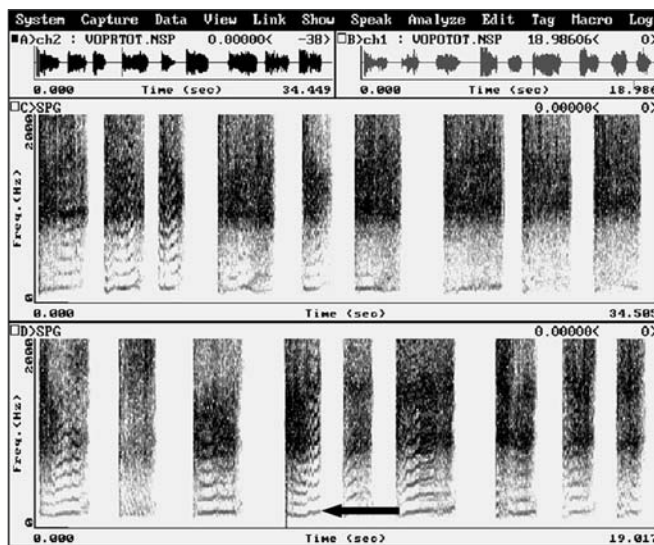 System Capture Data View Link Show Speak Analyze Edit Tag Macro Log
■A>ch2 : VOPRTOT.NSP 0.00000< -38>
□B>ch1 : VOPOTOT.NSP 18.98606< 0>
0.000 Time (sec) 34.449
0.000 Time (sec) 18.986
□C>SPG 0.00000< 0>
2000
Freq.(Hz)
0
0.000 Time (sec) 34.505
□D>SPG 0.00000< 0>
2000
Freq.(Hz)
0
0.000 Time (sec) 19.017